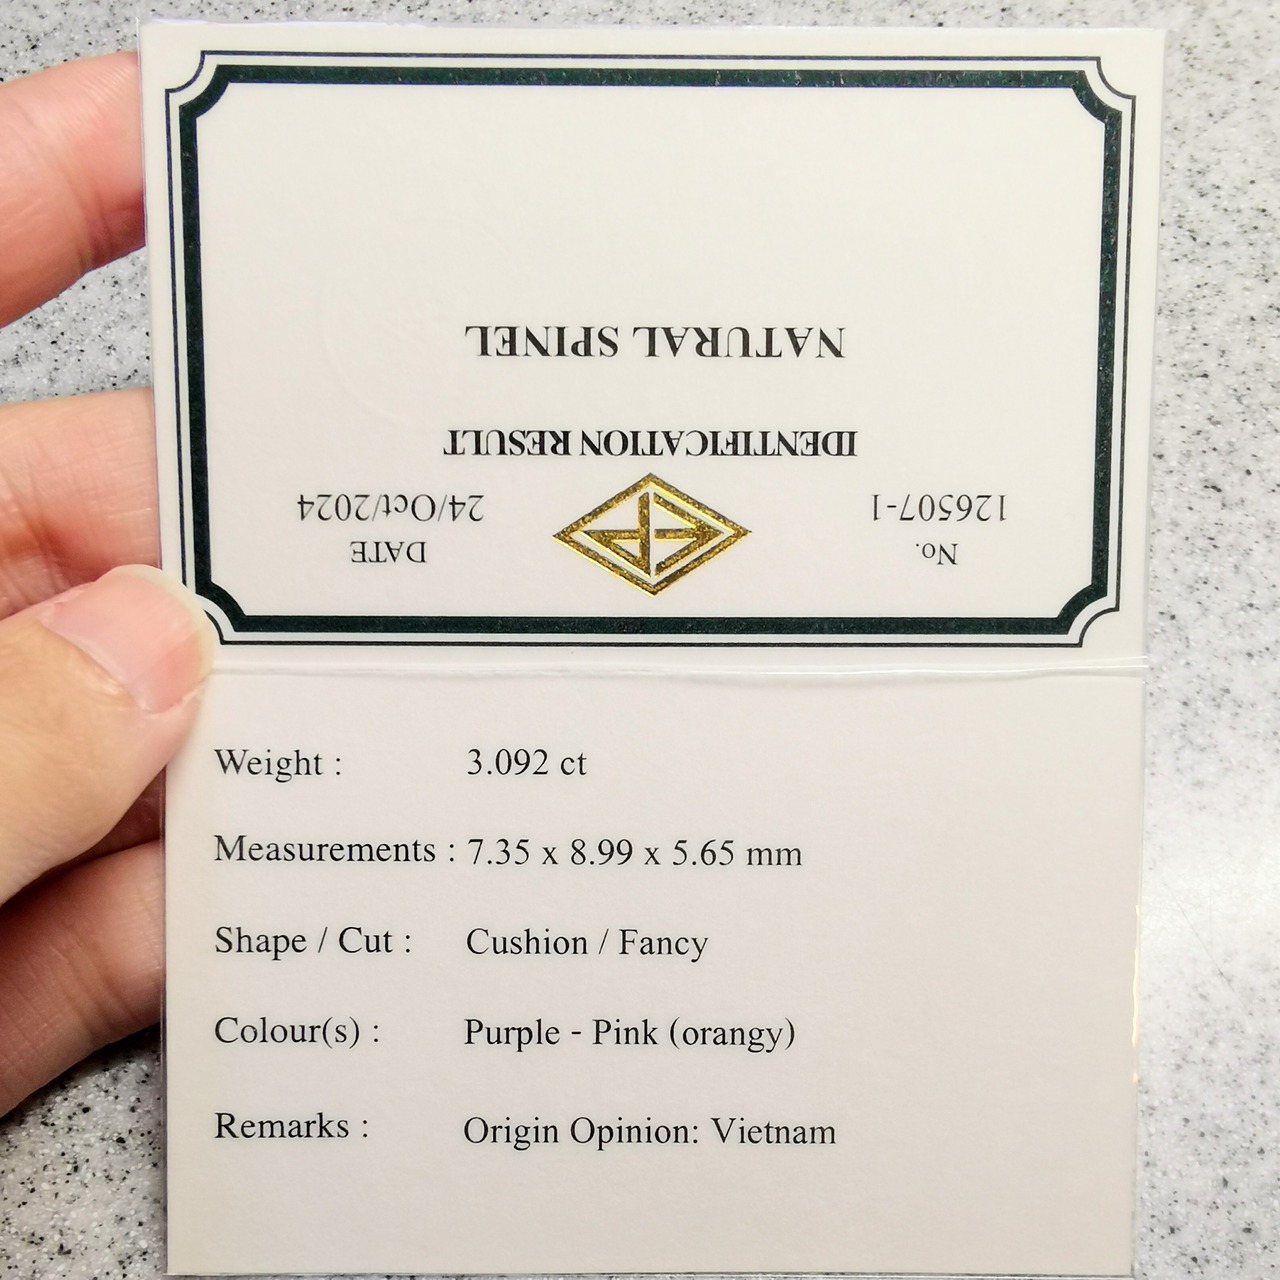 No.
126507-1
DATE
24/Oct/2024
IDENTIFICATION RESULT
NATURAL SPINEL
Weight : 3.092 ct
Measurements : 7.35 x 8.99 x 5.65 mm
Shape / Cut : Cushion / Fancy
Colour(s) : Purple - Pink (orangy)
Remarks : Origin Opinion: Vietnam